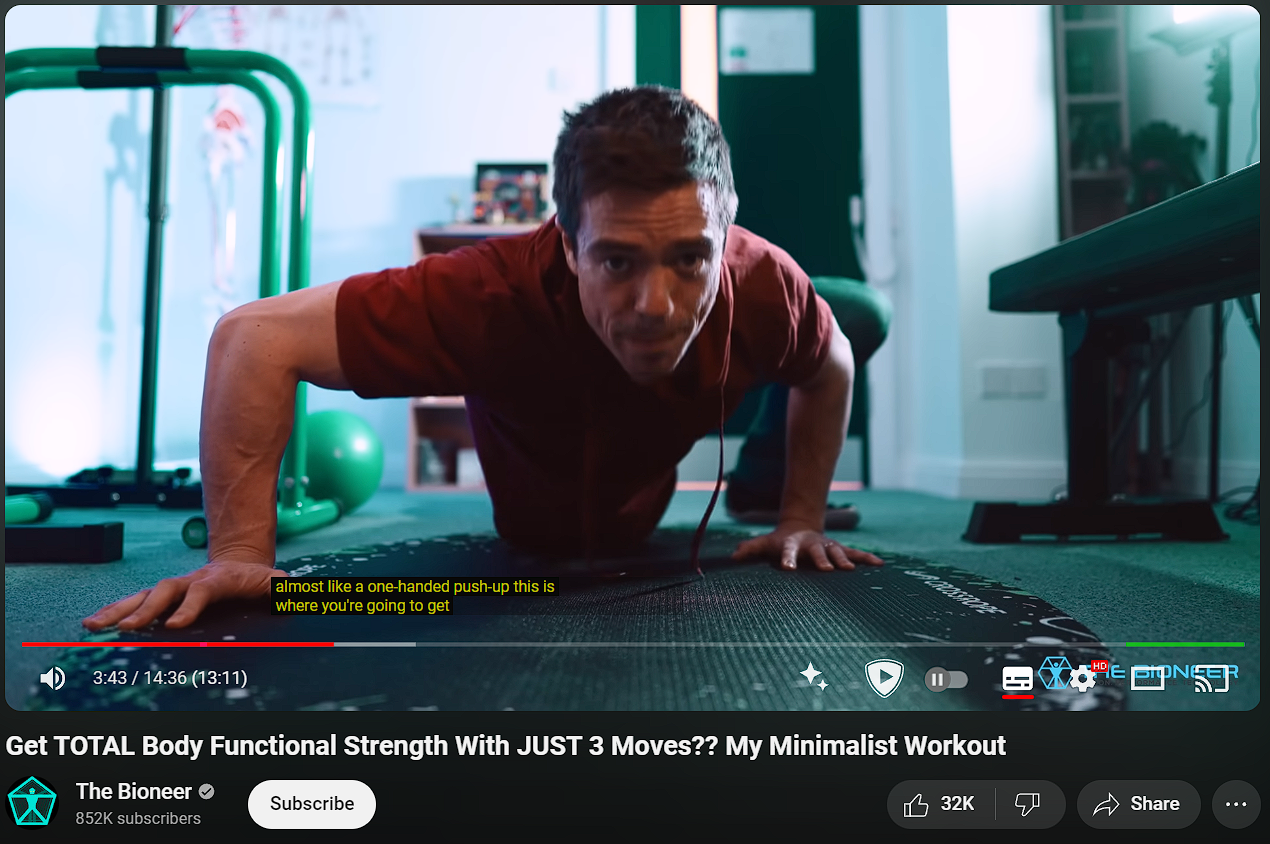 almost like a one-handed push-up this is
where you're going to get
3:43 / 14:36 (13:11)
HD
THE BIONEER
Get TOTAL Body Functional Strength With JUST 3 Moves?? My Minimalist Workout
The Bioneer
852K subscribers
Subscribe
32K
Share